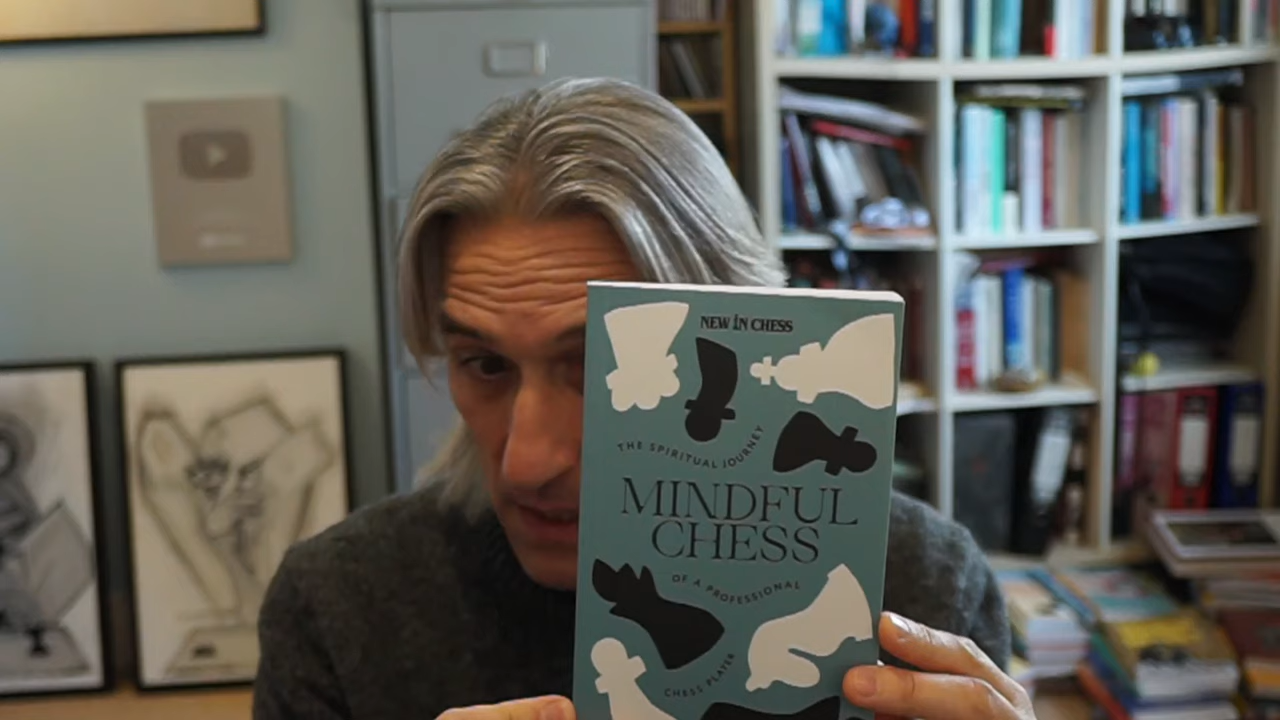 NEW IN CHESS
THE SPIRITUAL JOURNEY
MINDFUL
CHESS
OF A PROFESSIONAL
CHESS PLAYER